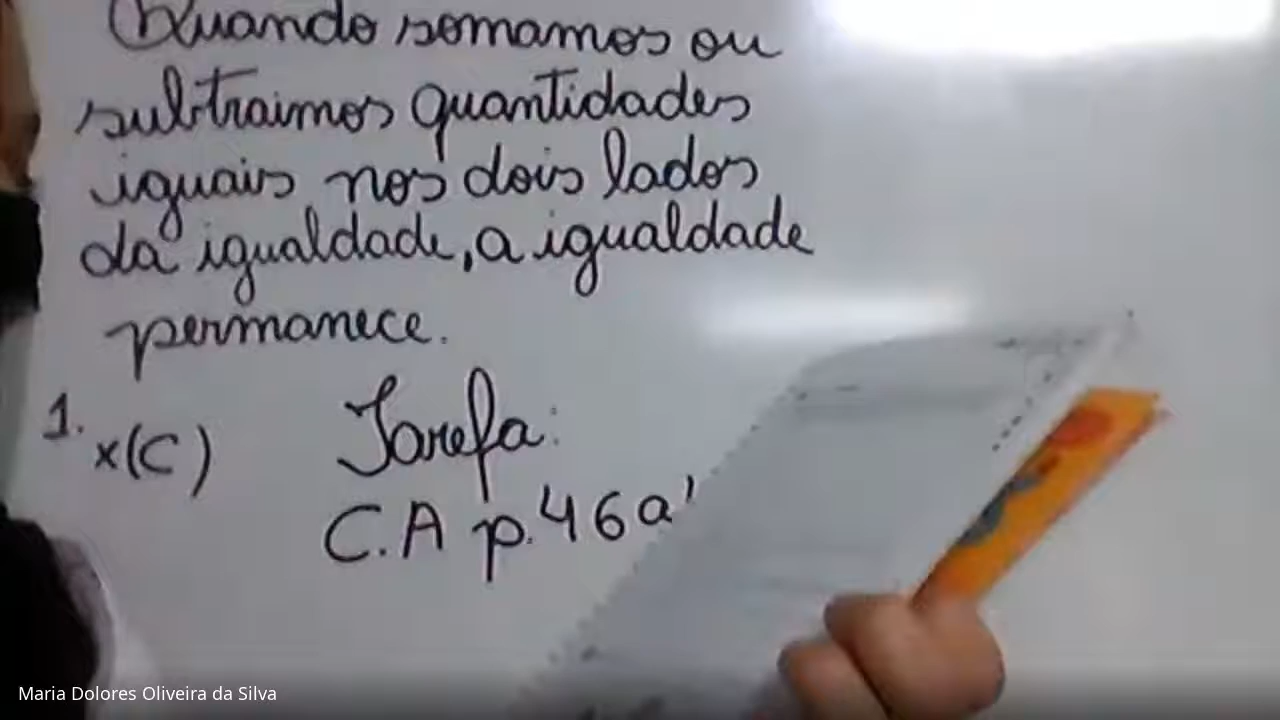 Quando somamos ou
subtraimos quantidades
iguais nos dois lados
da igualdade, a igualdade
permanece.
1. x(C)
Tarefa:
C.A p.46 a
Maria Dolores Oliveira da Silva